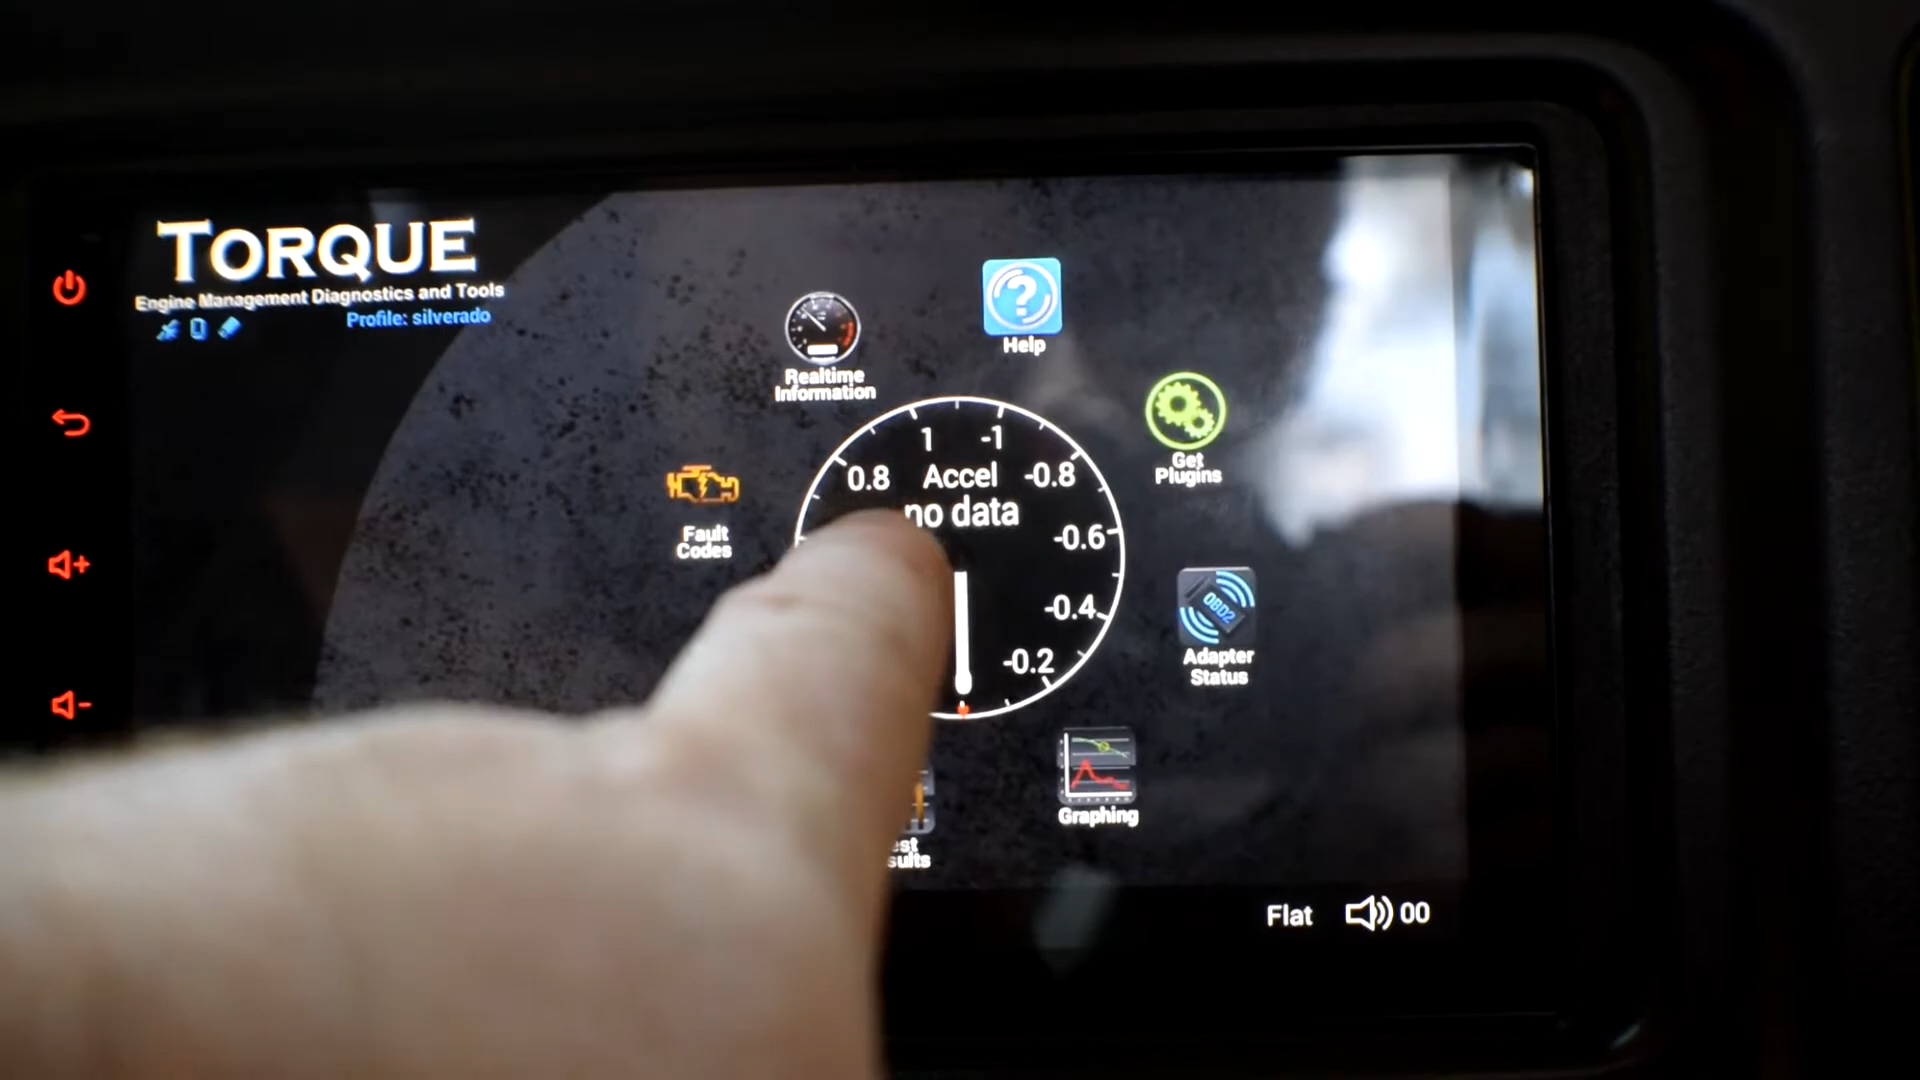 TORQUE
Engine Management Diagnostics and Tools
Profile: silverado
Help
Realtime
Information
Get
Plugins
Fault
Codes
1
-1
0.8
Accel
-0.8
no data
-0.6
-0.4
-0.2
OBD2
Adapter
Status
Graphing
Flat
00